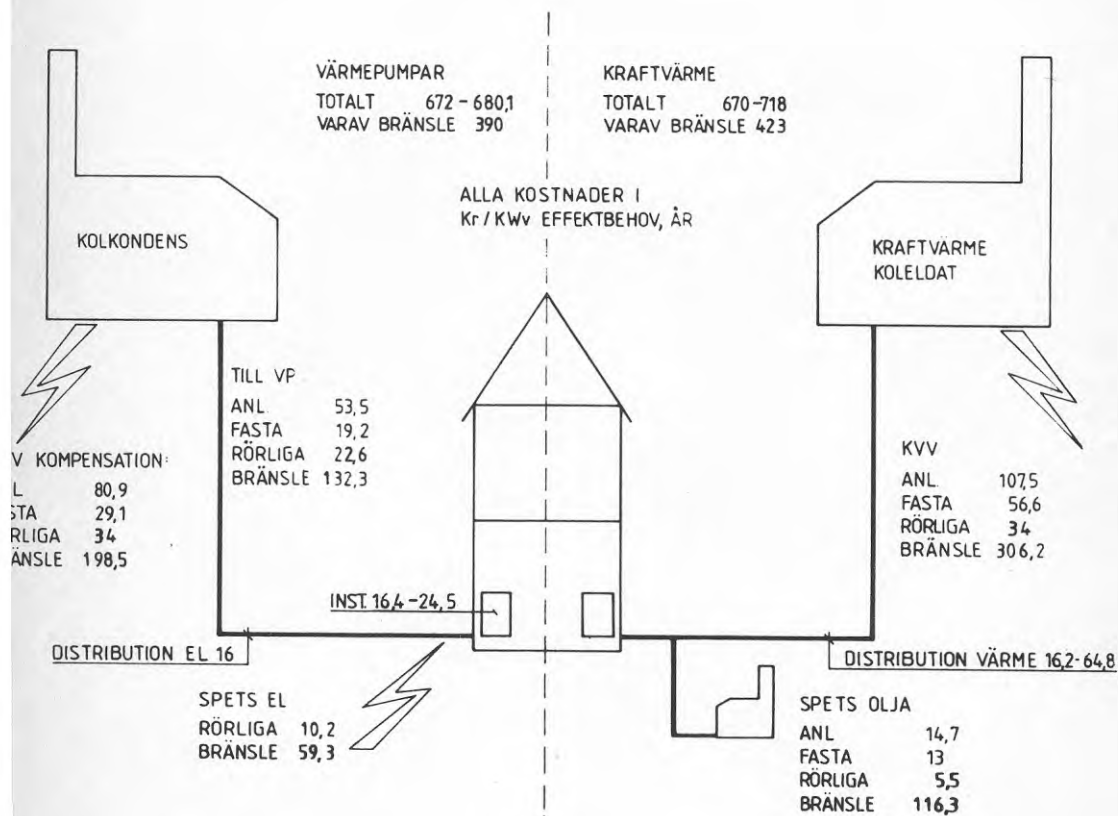 VÄRMEPUMPAR
TOTALT 672-680,1
VARAV BRÄNSLE 390
KRAFTVÄRME
TOTALT 670-718
VARAV BRÄNSLE 423
ALLA KOSTNADER I
Kr/KWv EFFEKTBEHOV, ÅR
KOLKONDENS
KRAFTVÄRME
KOLELDAT
TILL VP
ANL. 53,5
FASTA 19,2
RÖRLIGA 22,6
BRÄNSLE 132,3
V KOMPENSATION:
L 80,9
STA 29,1
RLIGA 34
ÄNSLE 198,5
KVV
ANL. 107,5
FASTA 56,6
RÖRLIGA 34
BRÄNSLE 306,2
INST. 16,4-24,5
DISTRIBUTION EL 16
DISTRIBUTION VÄRME 16,2-64,8
SPETS EL
RÖRLIGA 10,2
BRÄNSLE 59,3
SPETS OLJA
ANL 14,7
FASTA 13
RÖRLIGA 5,5
BRÄNSLE 116,3